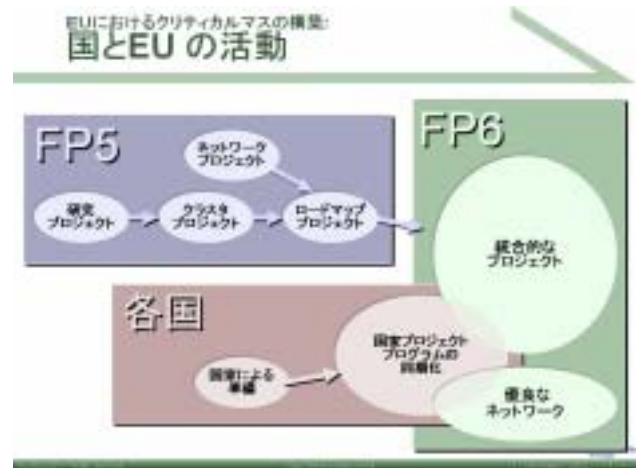 EUにおけるクリティカルマスの構築:
国とEU の活動
FP5
ネットワーク
プロジェクト
研究
プロジェクト
クラスタ
プロジェクト
ロードマップ
プロジェクト
FP6
統合的な
プロジェクト
各国
国家プロジェクト
プログラムの
同期化
国家による
準備
優良な
ネットワーク